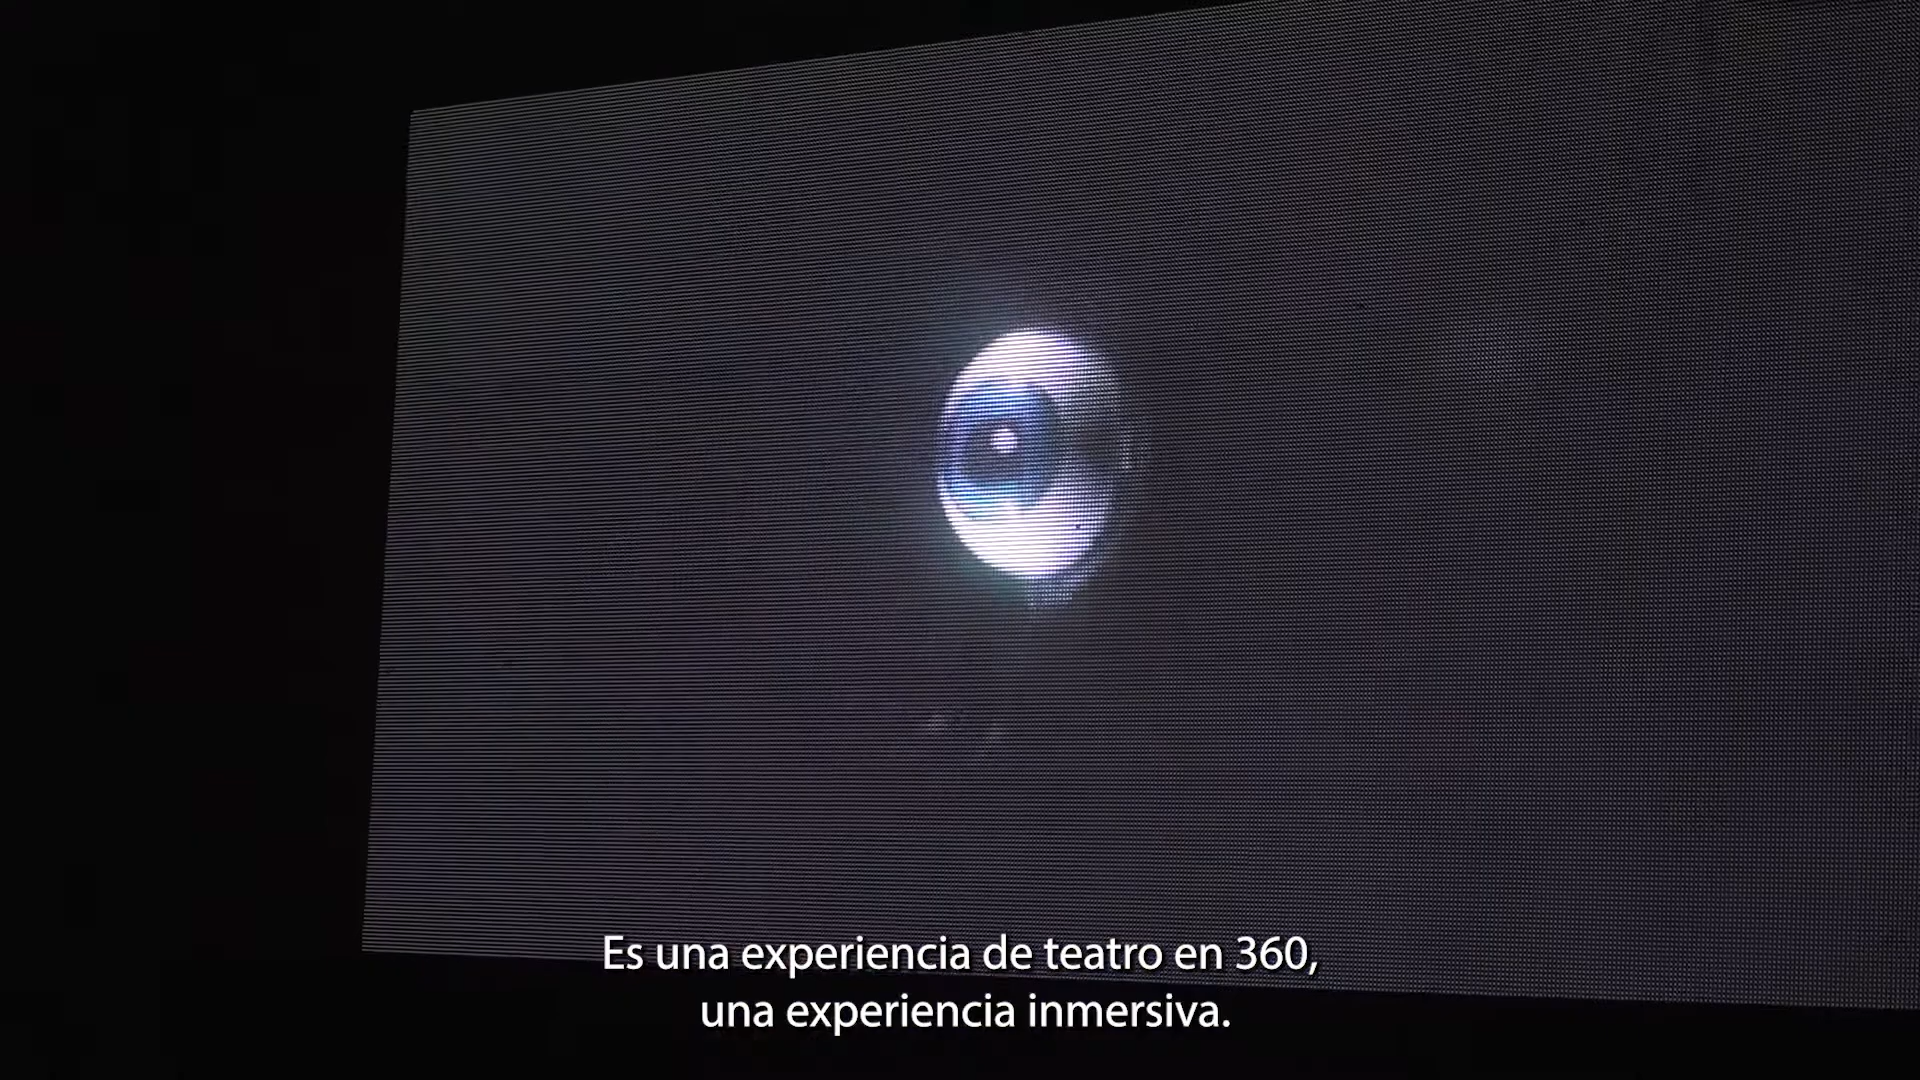 Es una experiencia de teatro en 360,
una experiencia inmersiva.